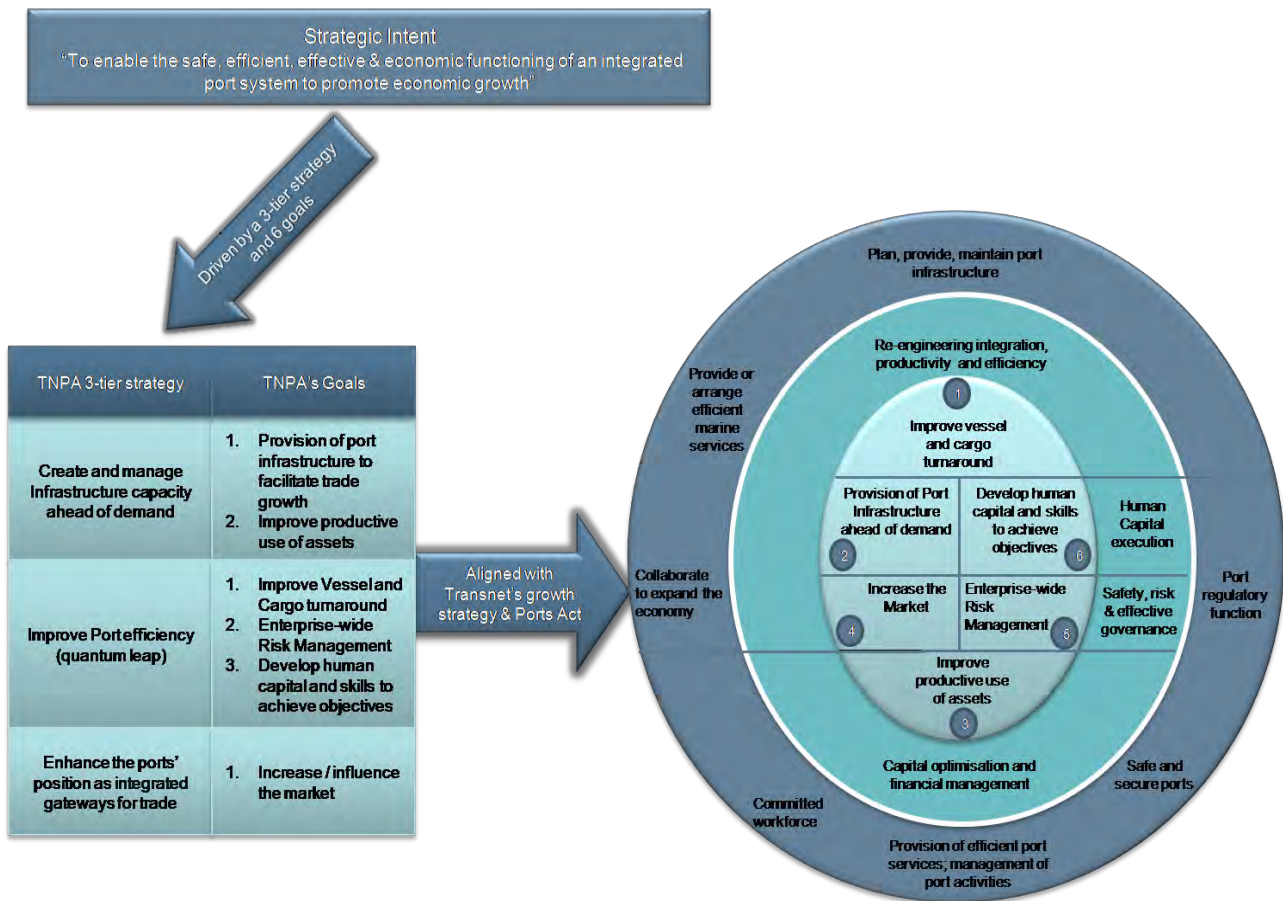 Strategic Intent
“To enable the safe, efficient, effective & economic functioning of an integrated
port system to promote economic growth”
Driven by a 3-tier strategy
and 6 goals
TNPA 3-tier strategy
TNPA's Goals
Create and manage
Infrastructure capacity
ahead of demand
1. Provision of port
infrastructure to
facilitate trade
growth
2. Improve productive
use of assets
Improve Port efficiency
(quantum leap)
1. Improve Vessel and
Cargo turnaround
2. Enterprise-wide
Risk Management
3. Develop human
capital and skills to
achieve objectives
Enhance the ports'
position as integrated
gateways for trade
1. Increase / influence
the market
Aligned with
Transnet's growth
strategy & Ports Act
Plan, provide, maintain port
infrastructure
Provide or
arrange
efficient
marine
services
Collaborate
to expand the
economy
Committed
workforce
Provision of efficient port
services; management of
port activities
Safe and
secure ports
Port
regulatory
function
Re-engineering integration,
productivity and efficiency
Human
Capital
execution
Safety, risk
& effective
governance
Capital optimisation and
financial management
1
Improve vessel
and cargo
turnaround
Provision of Port
Infrastructure
ahead of demand
2
Develop human
capital and skills
to achieve
objectives
6
Increase the
Market
4
Enterprise-wide
Risk
Management
5
Improve
productive use
of assets
3